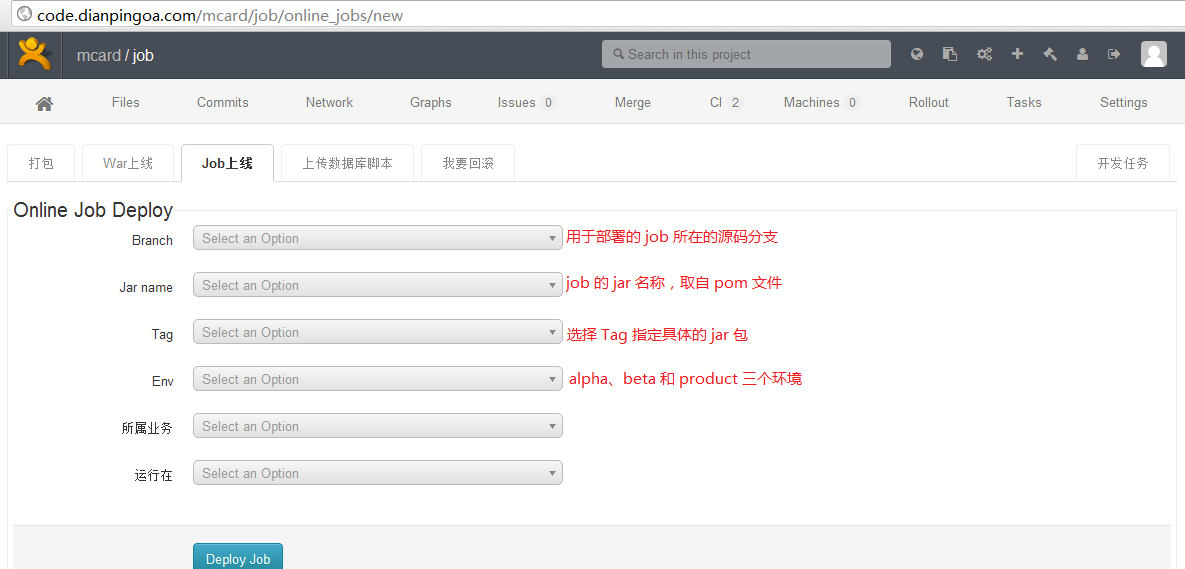 code.dianpingoa.com/mcard/job/online_jobs/new
mcard / job
Search in this project
Files Commits Network Graphs Issues 0 Merge CI 2 Machines 0 Rollout Tasks Settings
打包 War上线 Job上线 上传数据库脚本 我要回滚 开发任务
Online Job Deploy
Branch Select an Option 用于部署的 job 所在的源码分支
Jar name Select an Option job 的 jar 名称，取自 pom 文件
Tag Select an Option 选择 Tag 指定具体的 jar 包
Env Select an Option alpha、beta 和 product 三个环境
所属业务 Select an Option
运行在 Select an Option
Deploy Job